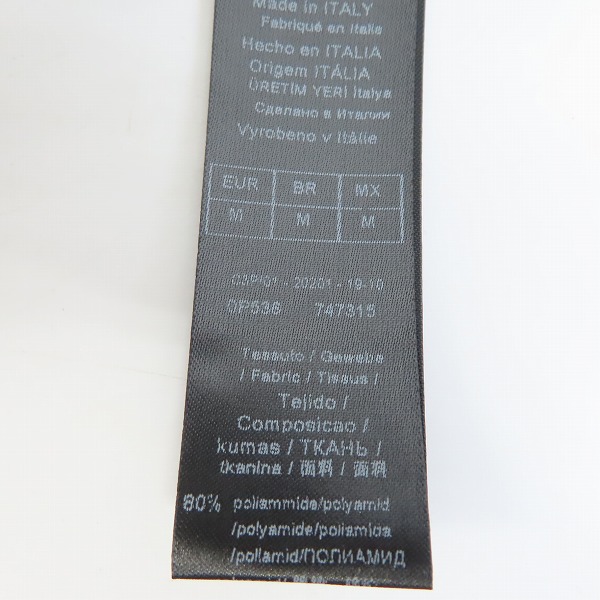 Made in ITALY
Fabriqué en Italie
Hecho en ITALIA
Origem ITÁLIA
ÜRETİM YERİ İtalya
Сделано в Италии
Vyrobeno v Itálie
EUR BR MX
M M M
C3P/01 - 20201 - 19-10
0P536 747315
Tessuto / Gewebe
/ Fabric / Tissus /
Tejido /
Composicao /
kumas / ТКАНЬ /
tkanina / 面料 / 面料
80% poliammide/polyamid
/polyamide/poliamida
/poliamid/ПОЛИАМИД